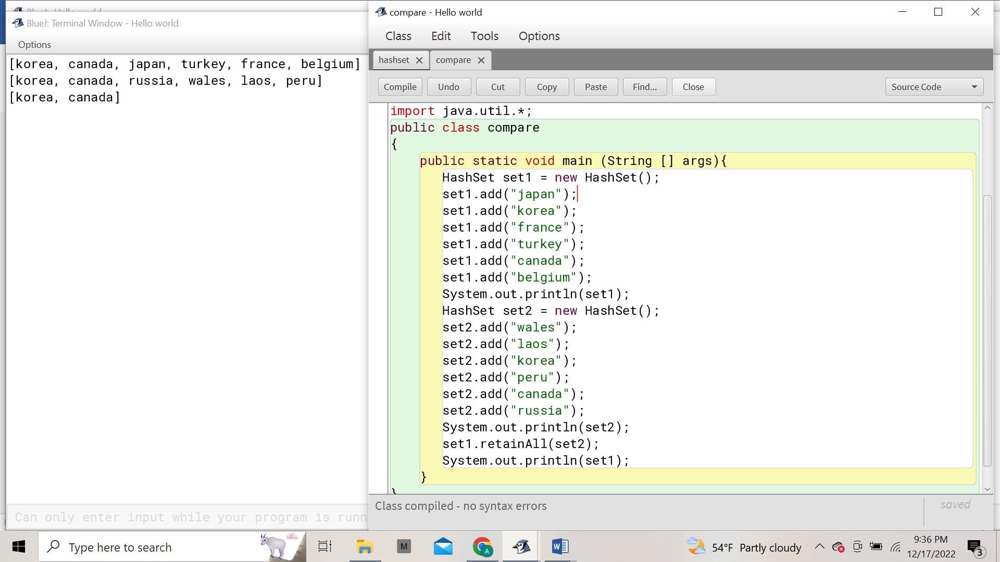 BlueJ: Hello world
BlueJ: Terminal Window - Hello world
Options
[korea, canada, japan, turkey, france, belgium]
[korea, canada, russia, wales, laos, peru]
[korea, canada]
Can only enter input while your program is runn
compare - Hello world
Class Edit Tools Options
hashset compare
Compile Undo Cut Copy Paste Find... Close Source Code
import java.util.*;
public class compare
{
public static void main (String [] args){
HashSet set1 = new HashSet();
set1.add("japan");
set1.add("korea");
set1.add("france");
set1.add("turkey");
set1.add("canada");
set1.add("belgium");
System.out.println(set1);
HashSet set2 = new HashSet();
set2.add("wales");
set2.add("laos");
set2.add("korea");
set2.add("peru");
set2.add("canada");
set2.add("russia");
System.out.println(set2);
set1.retainAll(set2);
System.out.println(set1);
}
}
Class compiled - no syntax errors
saved
Type here to search
M
A
W
54°F Partly cloudy
9:36 PM
12/17/2022
3